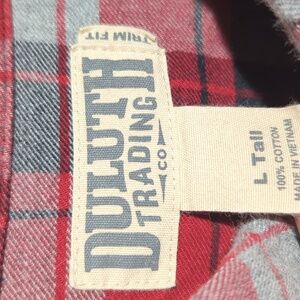 TRIM FIT
DULUTH
TRADING
CO
L Tall
100% COTTON
MADE IN VIETNAM